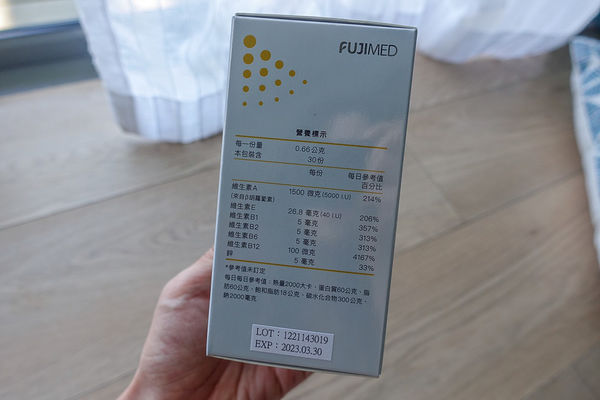 FUJIMED
營養標示
每一份量 0.66公克
本包裝含 30份
每份 每日參考值
百分比
維生素A 1500 微克(5000 I.U) 214%
(來自β胡蘿蔔素)
維生素E 26.8 毫克(40 I.U) 206%
維生素B1 5 毫克 357%
維生素B2 5 毫克 313%
維生素B6 5 毫克 313%
維生素B12 100 微克 4167%
鋅 5 毫克 33%
*參考值未訂定
每日每日參考值：熱量2000大卡、蛋白質60公克、脂
肪60公克、飽和脂肪18公克、碳水化合物300公克、
鈉2000毫克
LOT：1221143019
EXP：2023.03.30